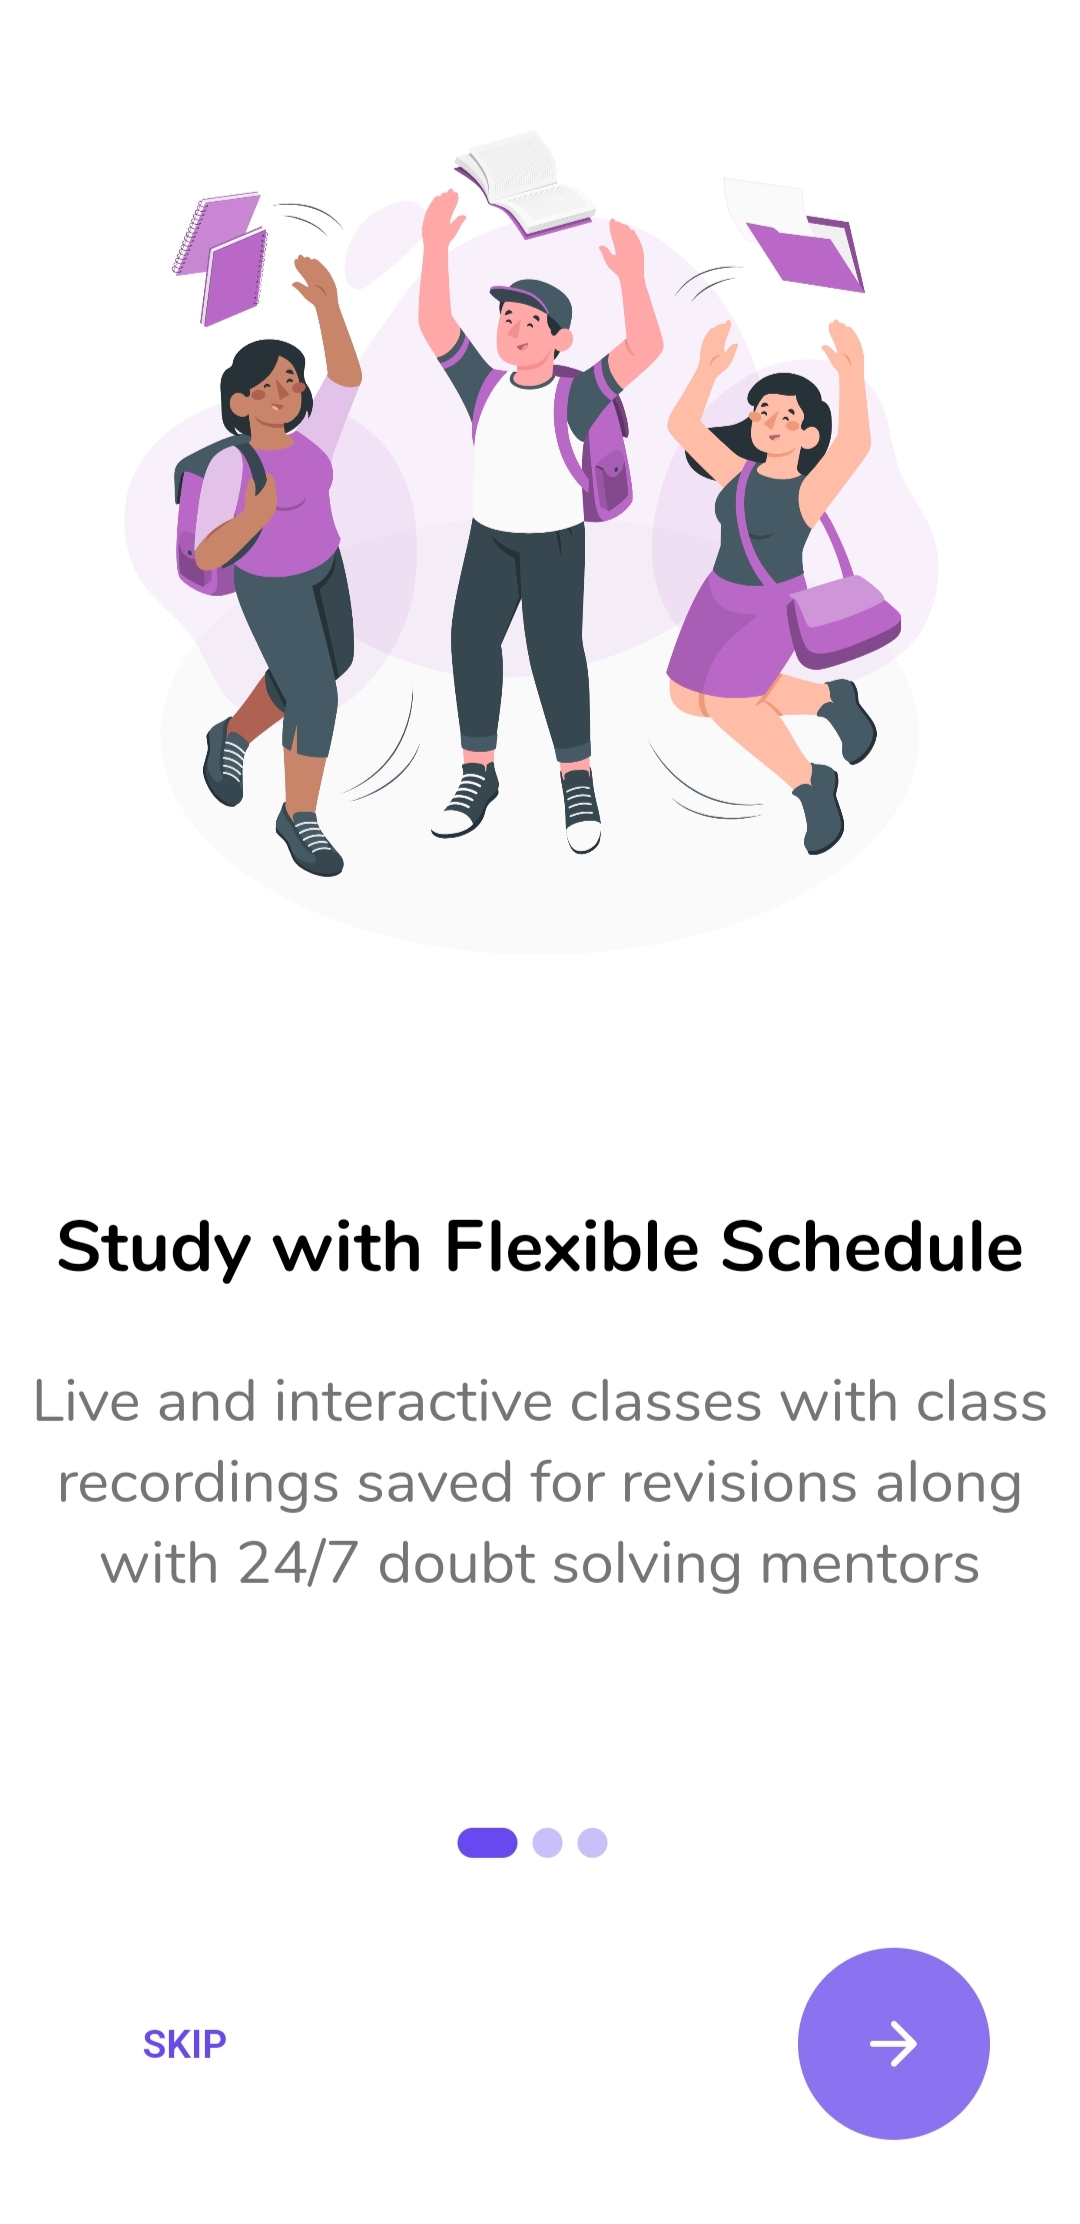 Study with Flexible Schedule
Live and interactive classes with class
recordings saved for revisions along
with 24/7 doubt solving mentors
SKIP